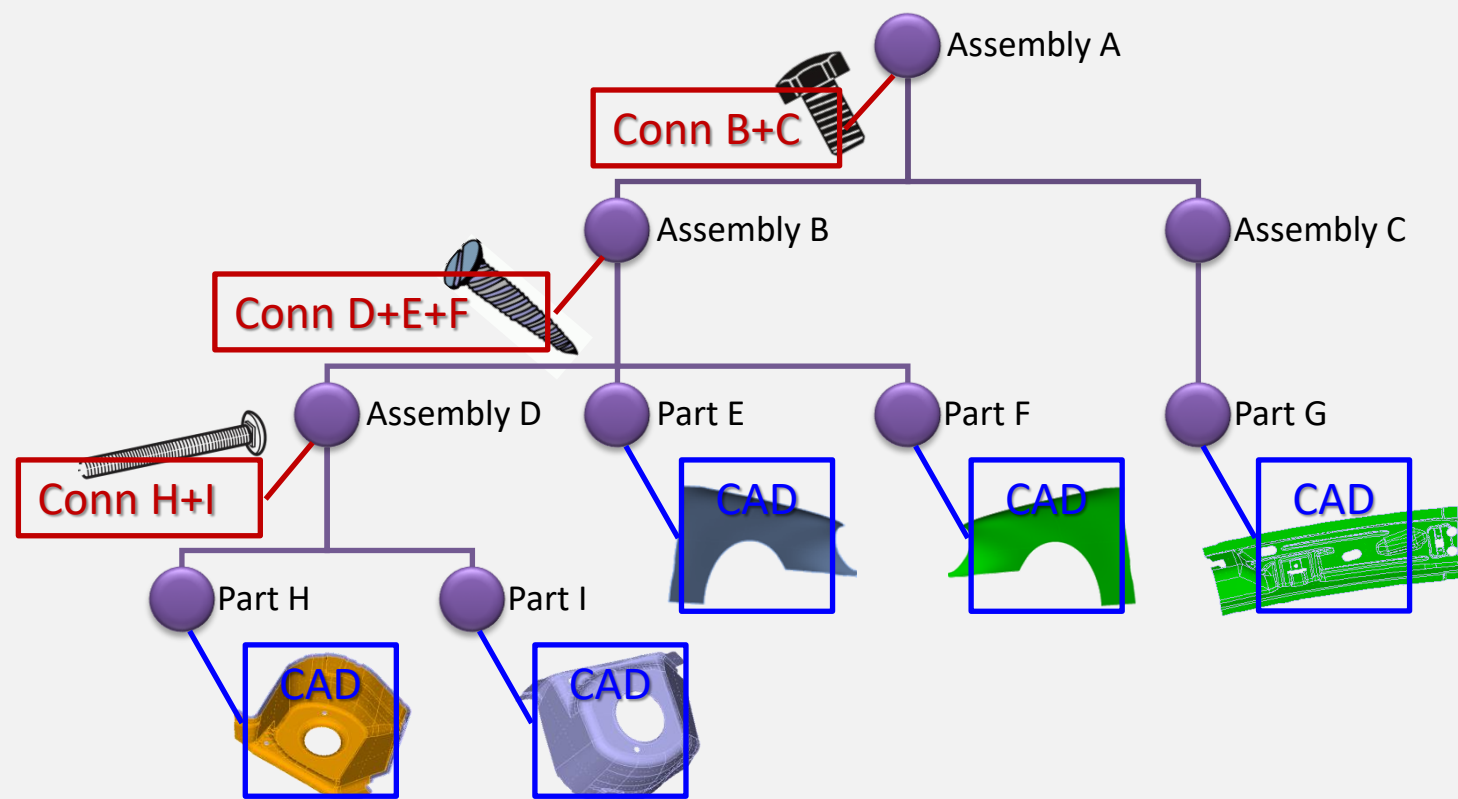 Assembly A
Conn B+C
Assembly B
Assembly C
Conn D+E+F
Assembly D
Part E
Part F
Part G
Conn H+I
CAD
CAD
CAD
Part H
Part I
CAD
CAD